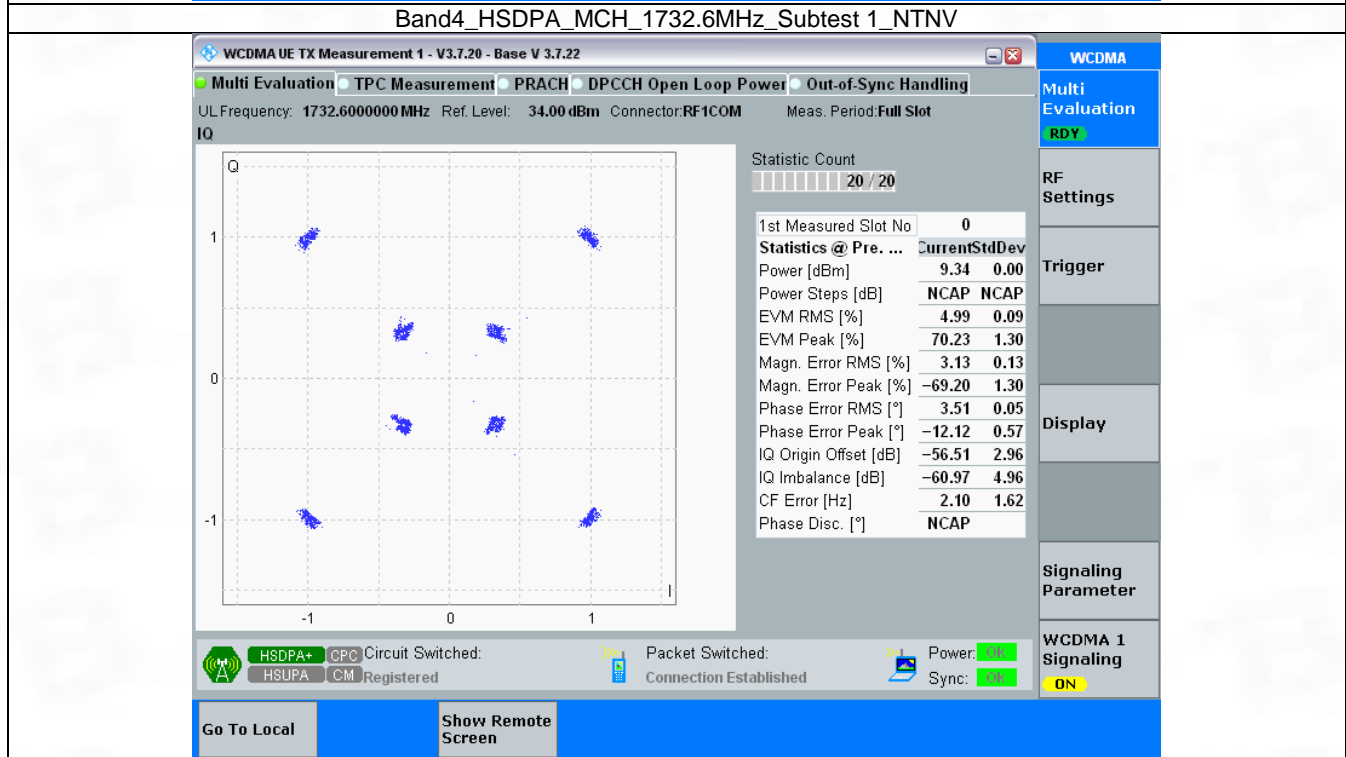 Band4_HSDPA_MCH_1732.6MHz_Subtest 1_NTNV
WCDMA UE TX Measurement 1 - V3.7.20 - Base V 3.7.22
WCDMA
Multi Evaluation TPC Measurement PRACH DPCCH Open Loop Power Out-of-Sync Handling
Multi
Evaluation
RDY
UL Frequency: 1732.6000000 MHz Ref. Level: 34.00 dBm Connector:RF1COM Meas. Period:Full Slot
IQ
Q
1
0
-1
I
-1 0 1
Statistic Count
20 / 20
1st Measured Slot No 0
Statistics @ Pre. ... CurrentStdDev
Power [dBm] 9.34 0.00
Power Steps [dB] NCAP NCAP
EVM RMS [%] 4.99 0.09
EVM Peak [%] 70.23 1.30
Magn. Error RMS [%] 3.13 0.13
Magn. Error Peak [%] −69.20 1.30
Phase Error RMS [°] 3.51 0.05
Phase Error Peak [°] −12.12 0.57
IQ Origin Offset [dB] −56.51 2.96
IQ Imbalance [dB] −60.97 4.96
CF Error [Hz] 2.10 1.62
Phase Disc. [°] NCAP
RF
Settings
Trigger
Display
Signaling
Parameter
WCDMA 1
Signaling
ON
HSDPA+ CPC Circuit Switched: Packet Switched: Power: Ok
HSUPA CM Registered Connection Established Sync: Ok
Go To Local
Show Remote
Screen